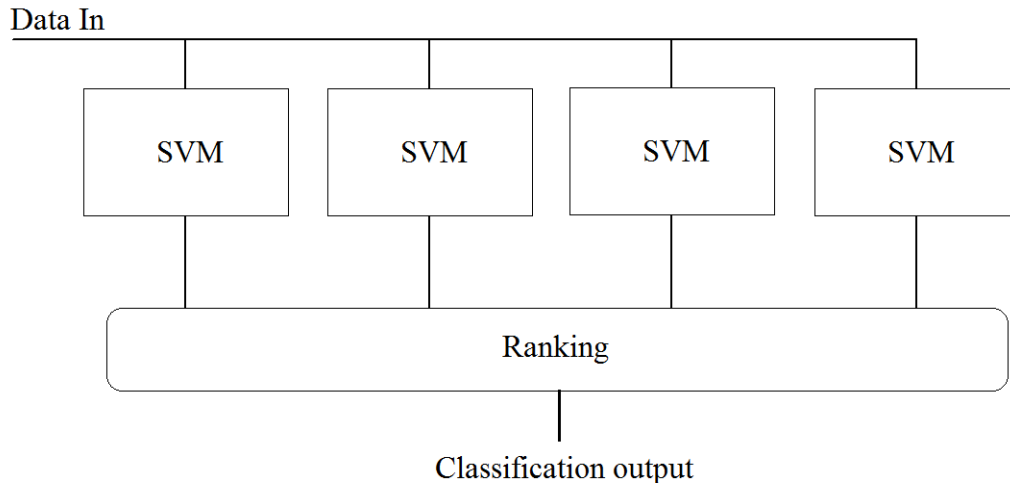 Data In
SVM
SVM
SVM
SVM
Ranking
Classification output